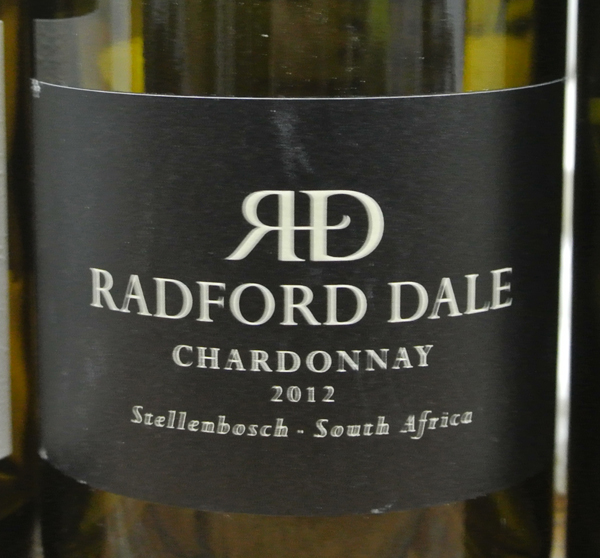 RD
RADFORD DALE
CHARDONNAY
2012
Stellenbosch - South Africa